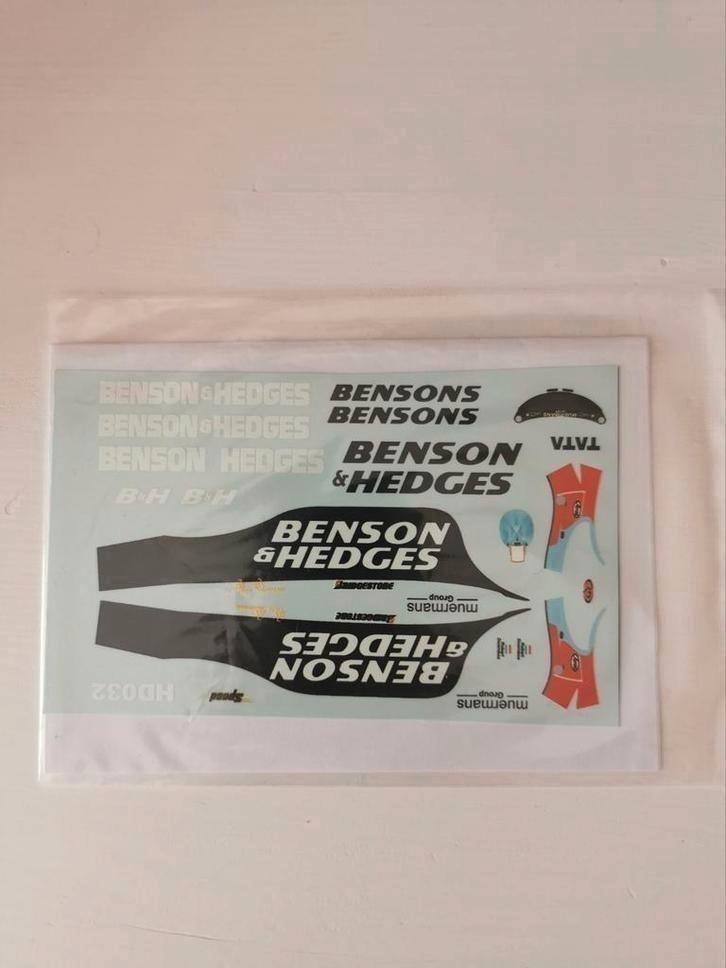 BENSON&HEDGES
BENSON&HEDGES
BENSON HEDGES
B&H B&H
BENSONS
BENSONS
BENSON
&HEDGES
TATA
BENSON
&HEDGES
BRIDGESTONE
muermans
Group
BRIDGESTONE
BENSON
&HEDGES
muermans
Group
Speed
HD032